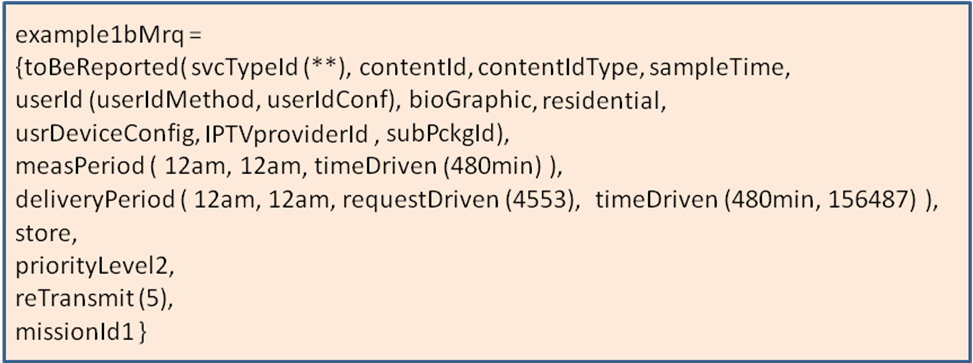 example1bMrq =
{toBeReported( svcTypeId (**), contentId, contentIdType, sampleTime,
userId (userIdMethod, userIdConf), bioGraphic, residential,
usrDeviceConfig, IPTVproviderId , subPckgId),
measPeriod ( 12am, 12am, timeDriven (480min) ),
deliveryPeriod ( 12am, 12am, requestDriven (4553), timeDriven (480min, 156487) ),
store,
priorityLevel2,
reTransmit (5),
missionId1 }